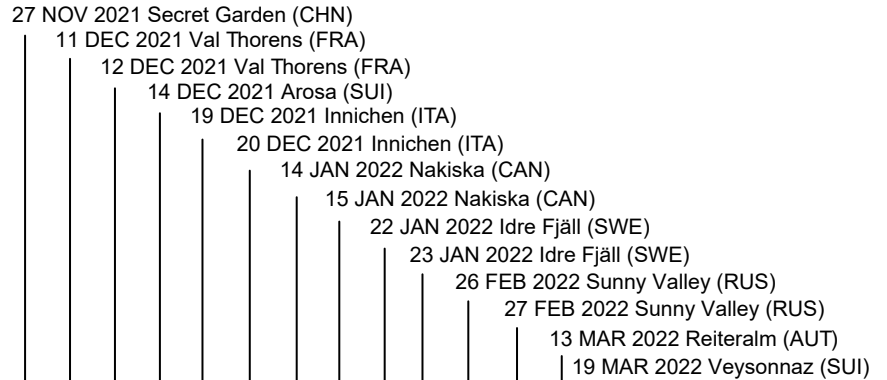 27 NOV 2021 Secret Garden (CHN)
11 DEC 2021 Val Thorens (FRA)
12 DEC 2021 Val Thorens (FRA)
14 DEC 2021 Arosa (SUI)
19 DEC 2021 Innichen (ITA)
20 DEC 2021 Innichen (ITA)
14 JAN 2022 Nakiska (CAN)
15 JAN 2022 Nakiska (CAN)
22 JAN 2022 Idre Fjäll (SWE)
23 JAN 2022 Idre Fjäll (SWE)
26 FEB 2022 Sunny Valley (RUS)
27 FEB 2022 Sunny Valley (RUS)
13 MAR 2022 Reiteralm (AUT)
19 MAR 2022 Veysonnaz (SUI)